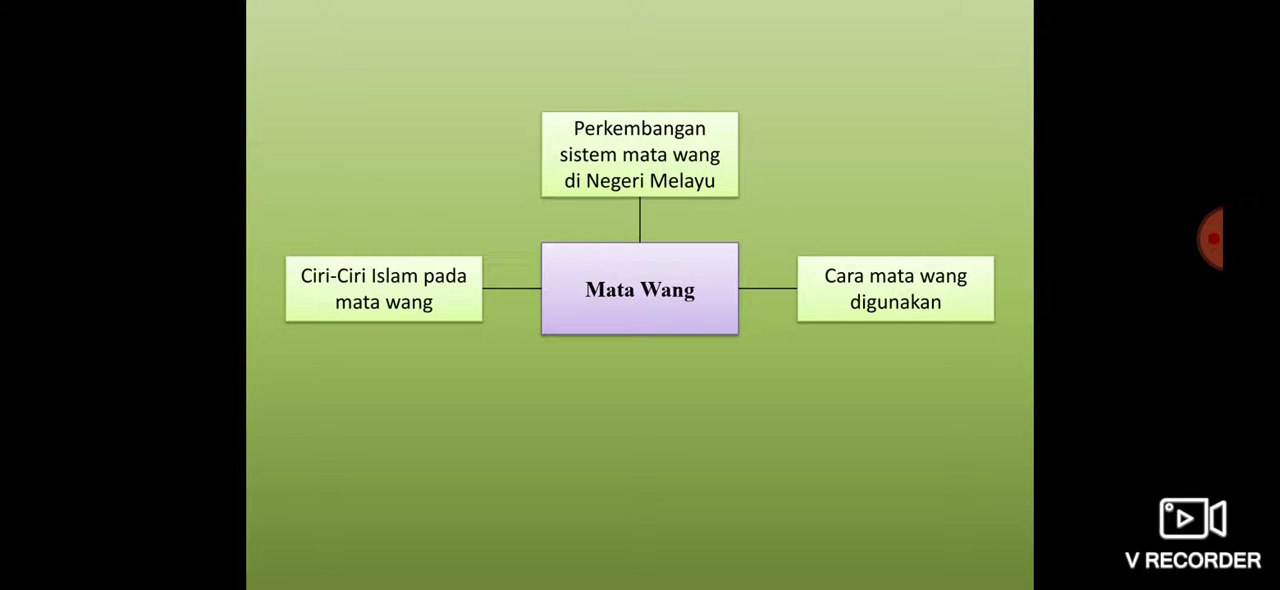 Perkembangan
sistem mata wang
di Negeri Melayu
Ciri-Ciri Islam pada
mata wang
Mata Wang
Cara mata wang
digunakan
V RECORDER